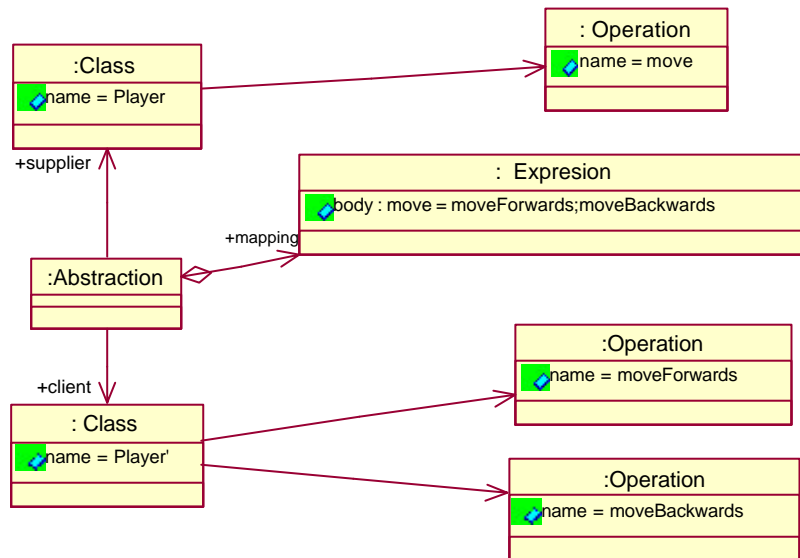 : Operation
name = move
:Class
name = Player
+supplier
: Expresion
body : move = moveForwards;moveBackwards
+mapping
:Abstraction
+client
:Operation
name = moveForwards
: Class
name = Player'
:Operation
name = moveBackwards